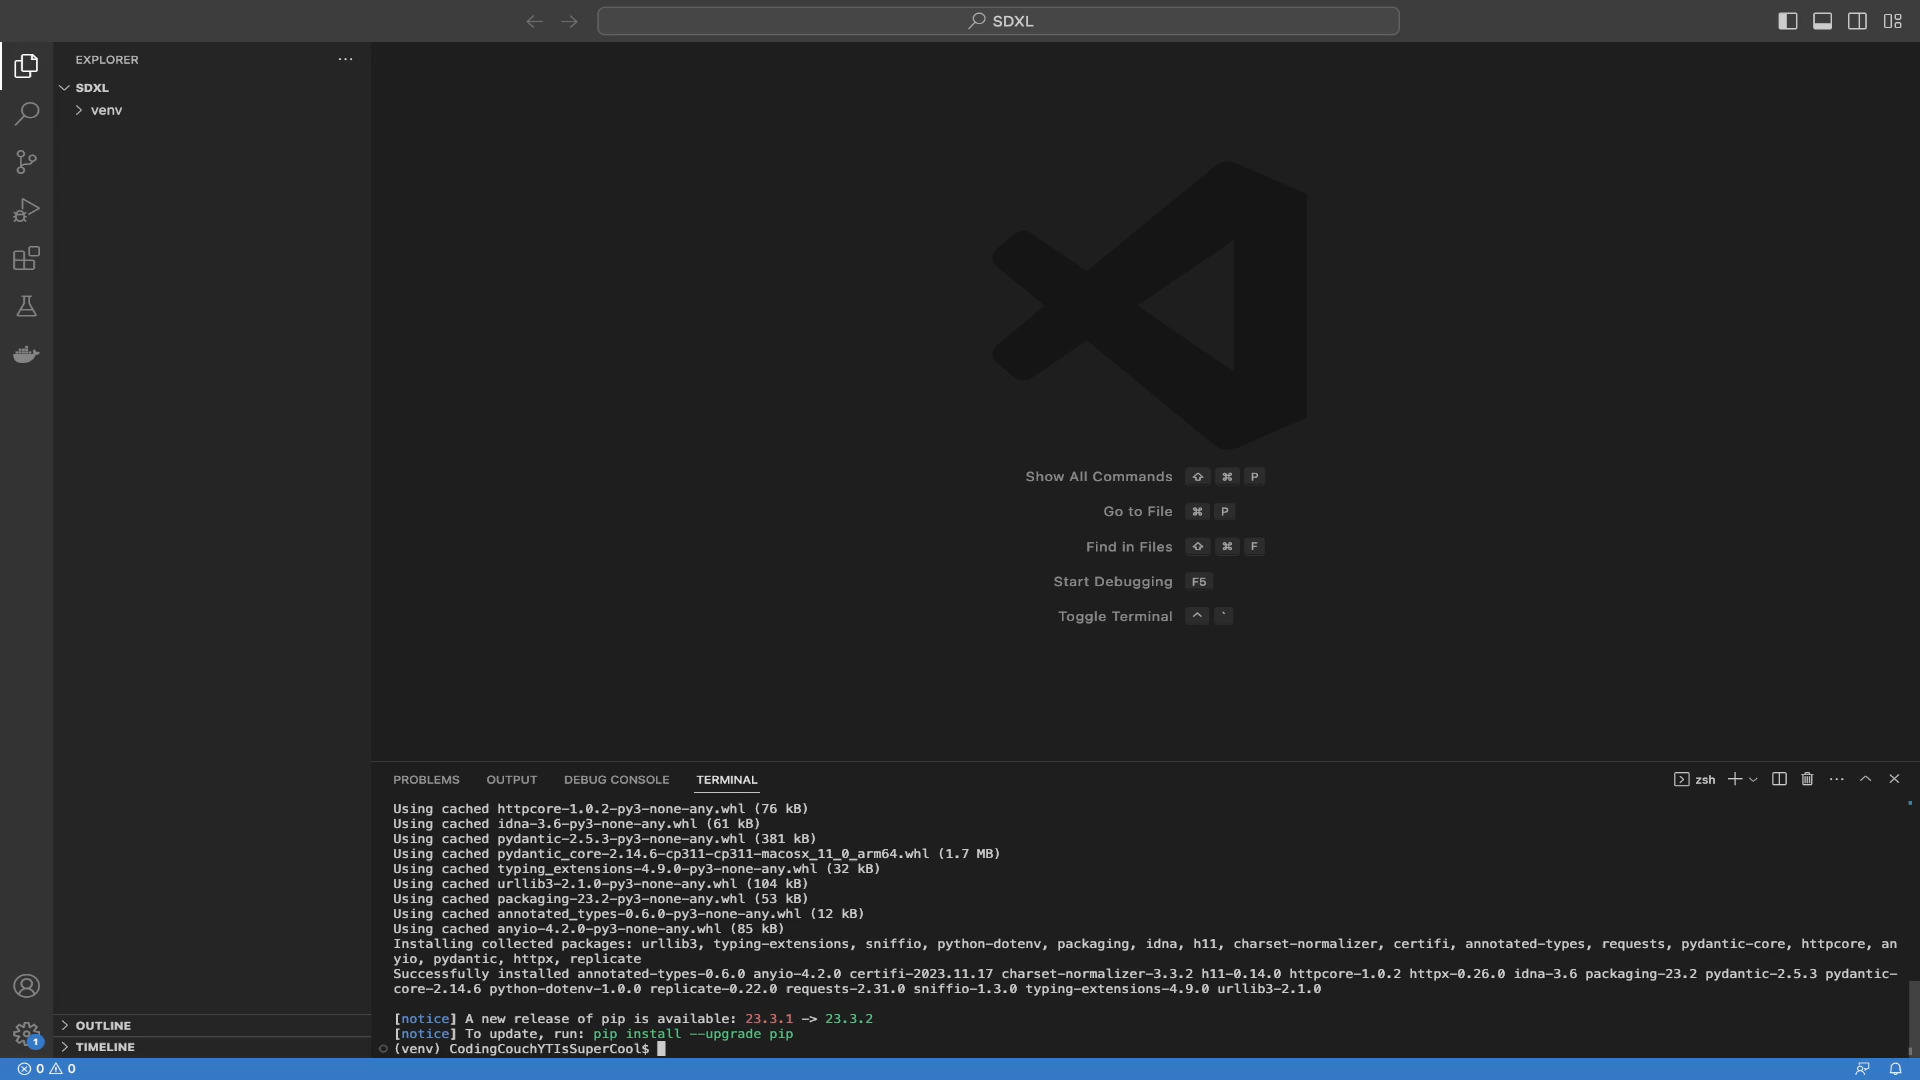 SDXL
EXPLORER
SDXL
venv
Show All Commands ⇧ ⌘ P
Go to File ⌘ P
Find in Files ⇧ ⌘ F
Start Debugging F5
Toggle Terminal ^ `
PROBLEMS OUTPUT DEBUG CONSOLE TERMINAL
zsh
Using cached httpcore-1.0.2-py3-none-any.whl (76 kB)
Using cached idna-3.6-py3-none-any.whl (61 kB)
Using cached pydantic-2.5.3-py3-none-any.whl (381 kB)
Using cached pydantic_core-2.14.6-cp311-cp311-macosx_11_0_arm64.whl (1.7 MB)
Using cached typing_extensions-4.9.0-py3-none-any.whl (32 kB)
Using cached urllib3-2.1.0-py3-none-any.whl (104 kB)
Using cached packaging-23.2-py3-none-any.whl (53 kB)
Using cached annotated_types-0.6.0-py3-none-any.whl (12 kB)
Using cached anyio-4.2.0-py3-none-any.whl (85 kB)
Installing collected packages: urllib3, typing-extensions, sniffio, python-dotenv, packaging, idna, h11, charset-normalizer, certifi, annotated-types, requests, pydantic-core, httpcore, an
yio, pydantic, httpx, replicate
Successfully installed annotated-types-0.6.0 anyio-4.2.0 certifi-2023.11.17 charset-normalizer-3.3.2 h11-0.14.0 httpcore-1.0.2 httpx-0.26.0 idna-3.6 packaging-23.2 pydantic-2.5.3 pydantic-
core-2.14.6 python-dotenv-1.0.0 replicate-0.22.0 requests-2.31.0 sniffio-1.3.0 typing-extensions-4.9.0 urllib3-2.1.0
[notice] A new release of pip is available: 23.3.1 -> 23.3.2
[notice] To update, run: pip install --upgrade pip
(venv) CodingCouchYTIsSuperCool$
OUTLINE
TIMELINE
1
0 0